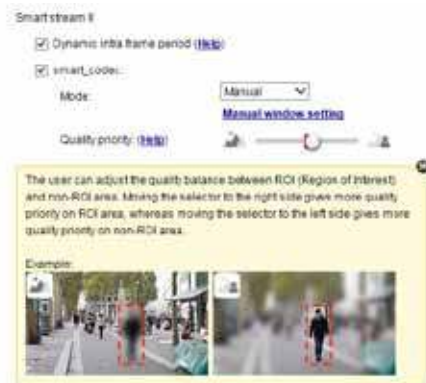 Smart stream II
Dynamic intra frame period (Help)
smart_codec:
Mode: Manual
Manual window setting
Quality priority: (Help)
The user can adjust the quality balance between ROI (Region of Interest)
and non-ROI area. Moving the selector to the right side gives more quality
priority on ROI area, whereas moving the selector to the left side gives more
quality priority on non-ROI area.
Example: